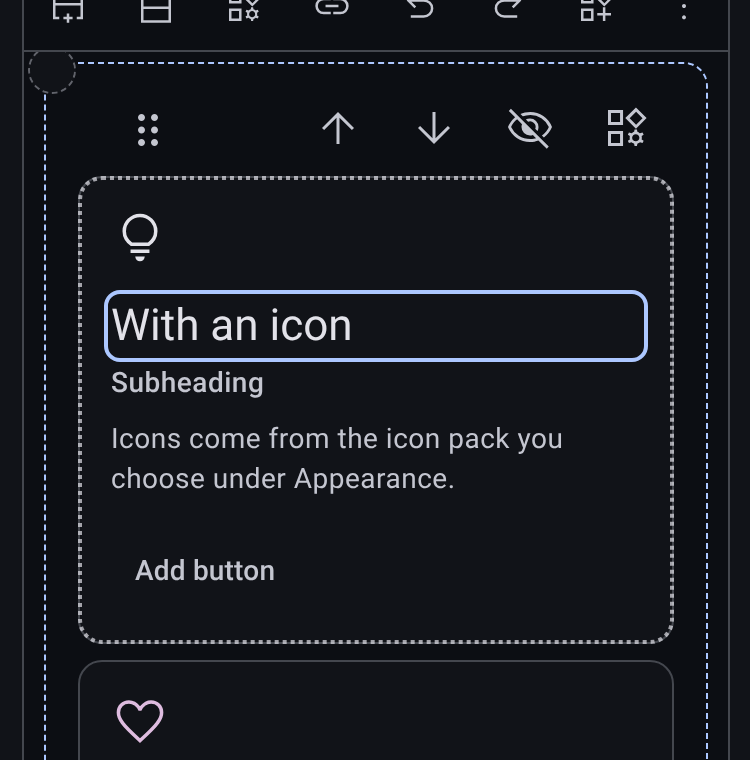 With an icon
Subheading
Icons come from the icon pack you
choose under Appearance.
Add button